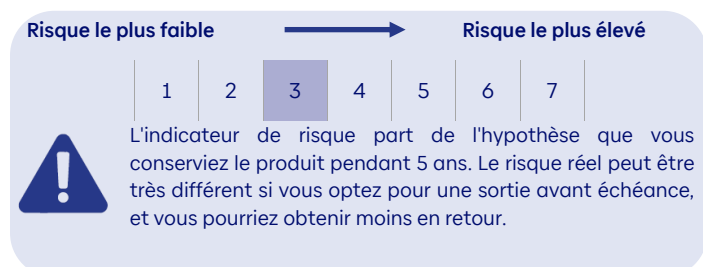 Risque le plus faible Risque le plus élevé
1 2 3 4 5 6 7
L'indicateur de risque part de l'hypothèse que vous
conserviez le produit pendant 5 ans. Le risque réel peut être
très différent si vous optez pour une sortie avant échéance,
et vous pourriez obtenir moins en retour.